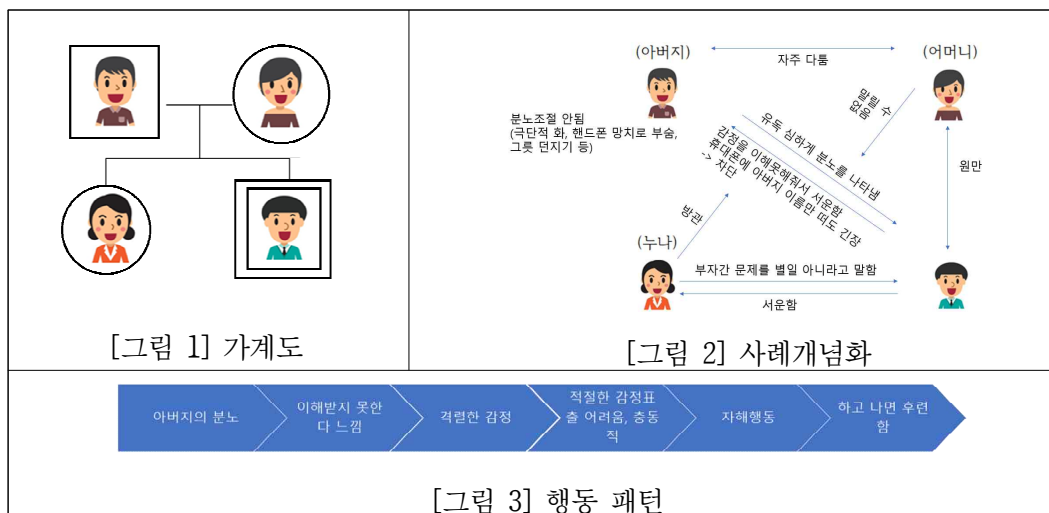 [그림 1] 가계도
(아버지)
자주 다툼
(어머니)
분노조절 안됨
(극단적 화, 핸드폰 망치로 부숨,
그릇 던지기 등)
말릴 수
없음
유독 심하게 분노를 나타냄
감정을 이해못해줘서 서운함
휴대폰에 아버지 이름만 떠도 긴장
-> 차단
원만
방관
(누나)
부자간 문제를 별일 아니라고 말함
서운함
[그림 2] 사례개념화
아버지의 분노
이해받지 못한
다 느낌
격렬한 감정
적절한 감정표
출 어려움, 충동
적
자해행동
하고 나면 후련
함
[그림 3] 행동 패턴